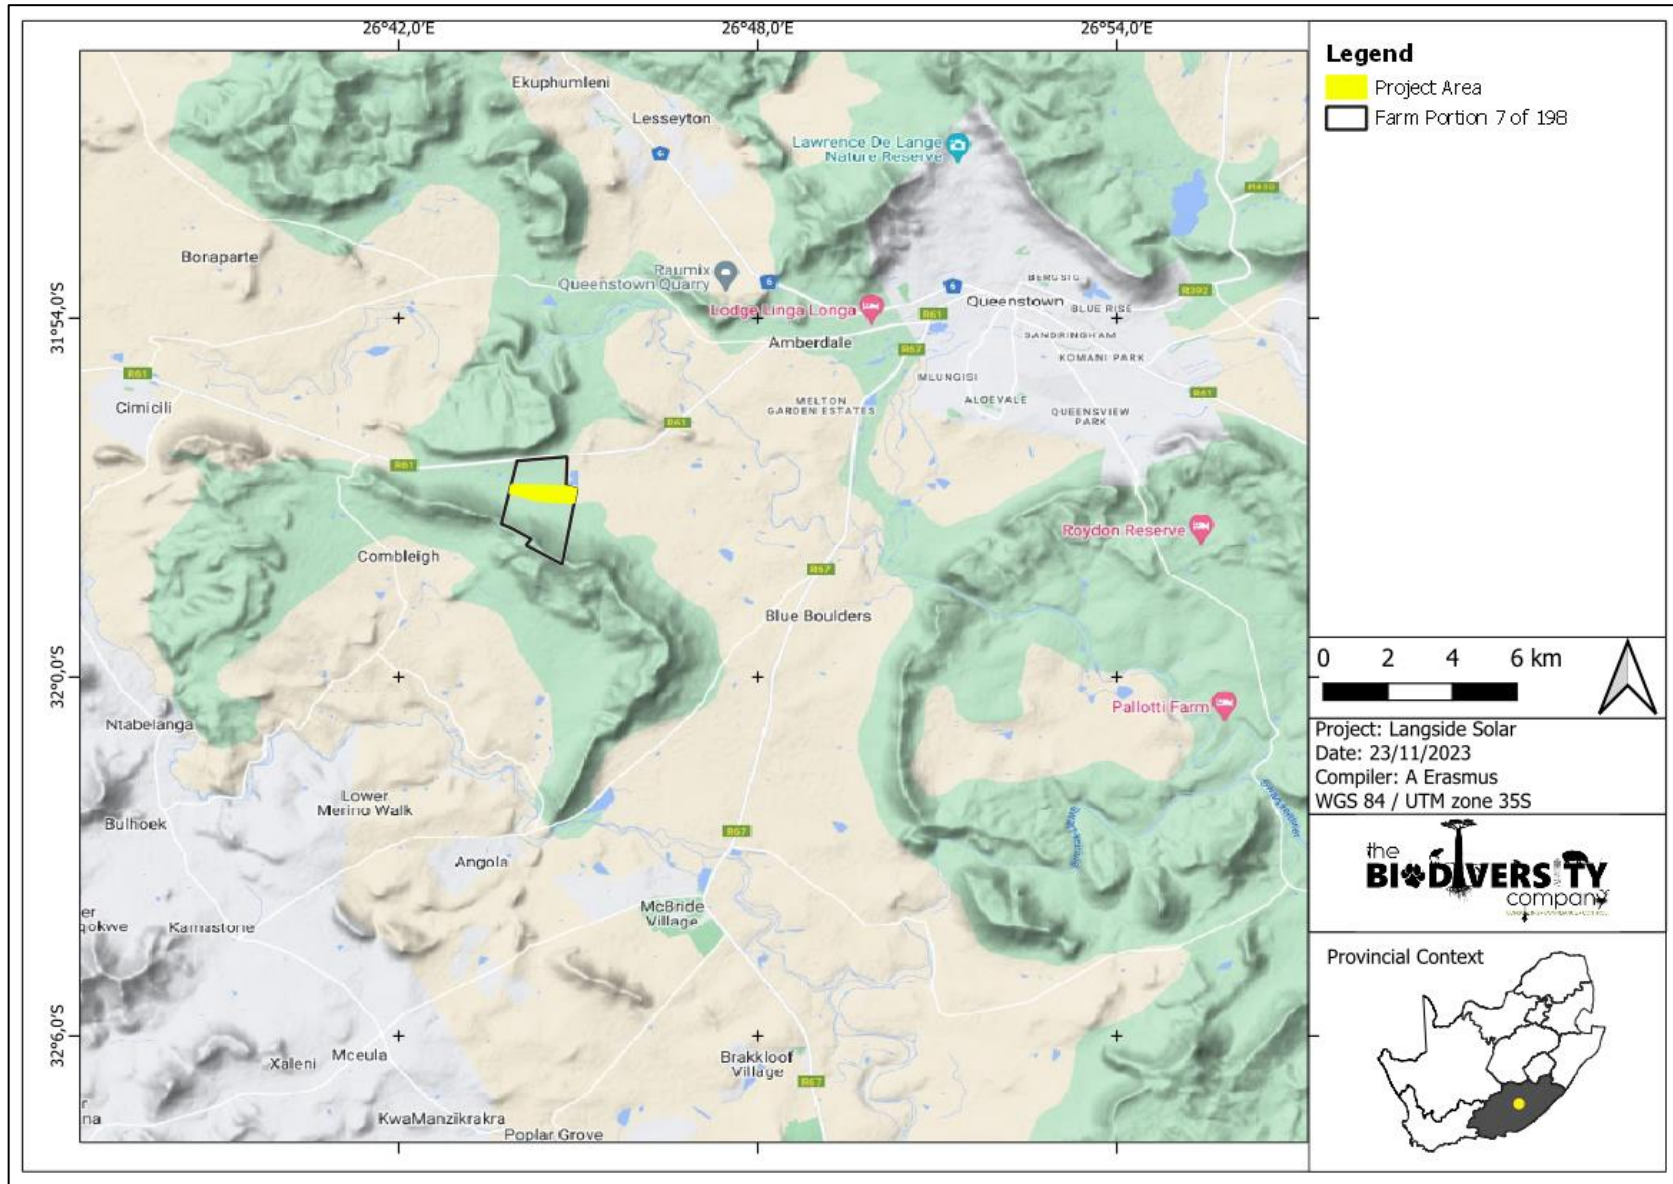 26°42,0'E
26°48,0'E
26°54,0'E
31°54,0'S
32°0,0'S
32°6,0'S
Ekuphumleni
Lesseyton
6
Lawrence De Lange
Nature Reserve
R410
Bonaparte
Raumix
Queenstown Quarry
6
6
BERGSIG
R392
Queenstown
BLUE RISE
Lodge Linga Longa
R61
SANDRINGHAM
Amberdale
R67
KOMANI PARK
R61
MLUNGISI
R61
Cimicili
MELTON
GARDEN ESTATES
ALOEVALE
QUEENSVIEW
PARK
R61
R61
Roydon Reserve
Combleigh
R67
Blue Boulders
Pallotti Farm
Ntabelanga
Lower
Merino Walk
Bulhoek
R67
Angola
McBride
Village
Kamastone
Brakkloof
Village
Mceula
Xaleni
R67
KwaManzikrakra
Poplar Grove
Legend
Project Area
Farm Portion 7 of 198
0 2 4 6 km
Project: Langside Solar
Date: 23/11/2023
Compiler: A Erasmus
WGS 84 / UTM zone 35S
the
BIODIVERSITY
company
Provincial Context